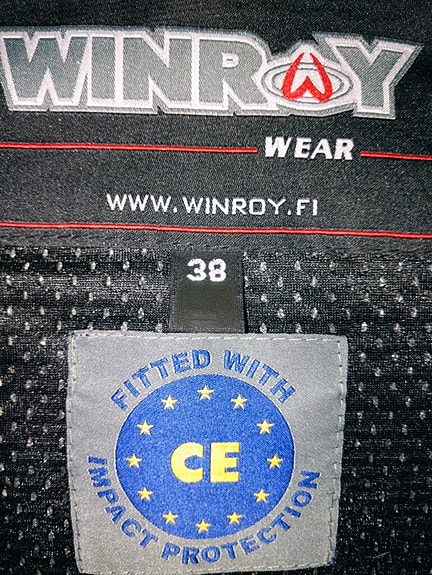 WINROY
WEAR
WWW.WINROY.FI
38
FITTED WITH
CE
IMPACT PROTECTION